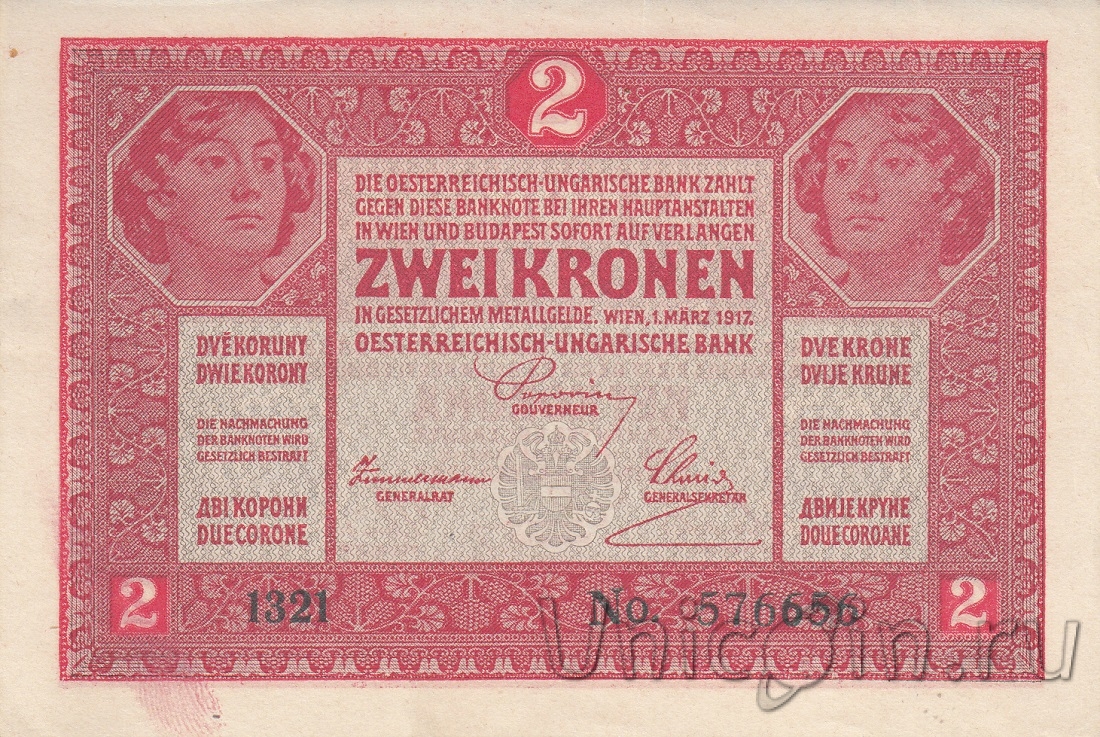 2
DIE OESTERREICHISCH-UNGARISCHE BANK ZAHLT
GEGEN DIESE BANKNOTE BEI IHREN HAUPTANSTALTEN
IN WIEN UND BUDAPEST SOFORT AUF VERLANGEN
ZWEI KRONEN
IN GESETZLICHEM METALLGELDE. WIEN, 1. MÄRZ 1917.
OESTERREICHISCH-UNGARISCHE BANK
GOUVERNEUR
GENERALRAT
GENERALSEKRETÄR
DVĚ KORUNY
DWIE KORONY
DIE NACHMACHUNG
DER BANKNOTEN WIRD
GESETZLICH BESTRAFT
ДВІ КОРОНИ
DUE CORONE
DVE KRONE
DVIJE KRUNE
DIE NACHMACHUNG
DER BANKNOTEN WIRD
GESETZLICH BESTRAFT
ДВИЈЕ КРУНЕ
DOUE COROANE
2
1321
No. 576656
2
Unicoin.ru